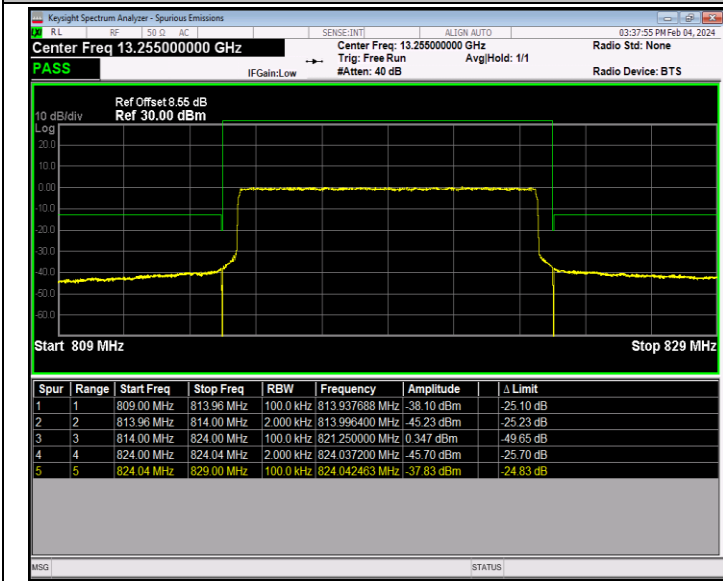 Keysight Spectrum Analyzer - Spurious Emissions
LXI RL RF 50 Ω AC SENSE:INT ALIGN AUTO 03:37:55 PM Feb 04, 2024
Center Freq 13.255000000 GHz Center Freq: 13.255000000 GHz Radio Std: None
Trig: Free Run Avg|Hold: 1/1
PASS IFGain:Low #Atten: 40 dB Radio Device: BTS
Ref Offset 8.55 dB
10 dB/div Ref 30.00 dBm
Log
20.0
10.0
0.00
-10.0
-20.0
-30.0
-40.0
-50.0
-60.0
Start 809 MHz Stop 829 MHz
Spur Range Start Freq Stop Freq RBW Frequency Amplitude Δ Limit
1 1 809.00 MHz 813.96 MHz 100.0 kHz 813.937688 MHz -38.10 dBm -25.10 dB
2 2 813.96 MHz 814.00 MHz 2.000 kHz 813.996400 MHz -45.23 dBm -25.23 dB
3 3 814.00 MHz 824.00 MHz 100.0 kHz 821.250000 MHz 0.347 dBm -49.65 dB
4 4 824.00 MHz 824.04 MHz 2.000 kHz 824.037200 MHz -45.70 dBm -25.70 dB
5 5 824.04 MHz 829.00 MHz 100.0 kHz 824.042463 MHz -37.83 dBm -24.83 dB
MSG STATUS